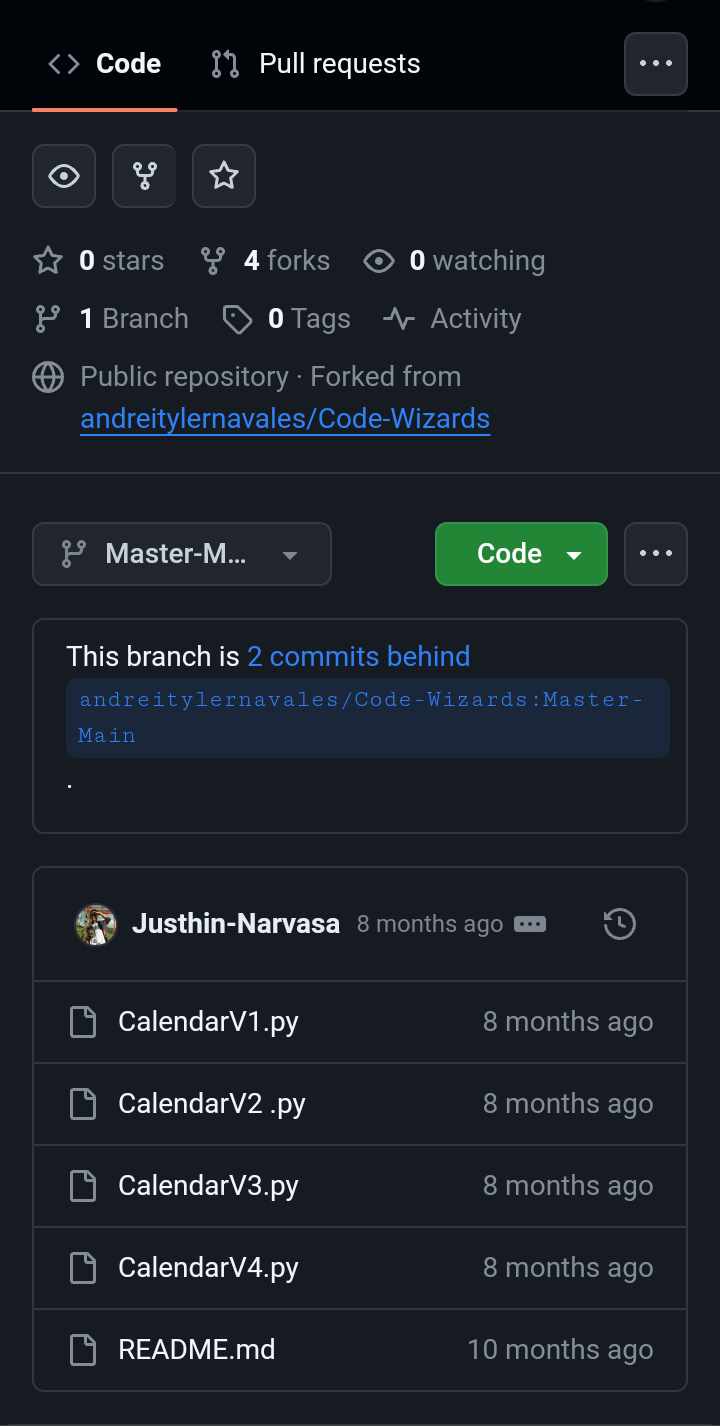 Code Pull requests
0 stars 4 forks 0 watching
1 Branch 0 Tags Activity
Public repository · Forked from
andreitylernavales/Code-Wizards
Master-M... Code
This branch is 2 commits behind
andreitylernavales/Code-Wizards:Master-
Main
.
Justhin-Narvasa 8 months ago
CalendarV1.py 8 months ago
CalendarV2 .py 8 months ago
CalendarV3.py 8 months ago
CalendarV4.py 8 months ago
README.md 10 months ago